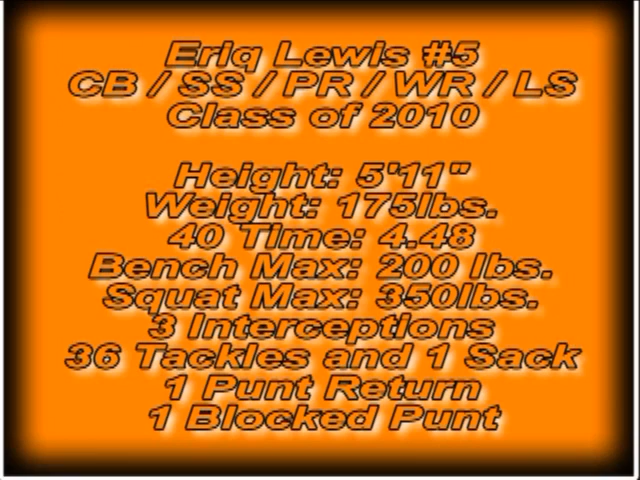 Eriq Lewis #5
CB / SS / PR / WR / LS
Class of 2010
Height: 5'11"
Weight: 175lbs.
40 Time: 4.48
Bench Max: 200 lbs.
Squat Max: 350lbs.
3 Interceptions
36 Tackles and 1 Sack
1 Punt Return
1 Blocked Punt